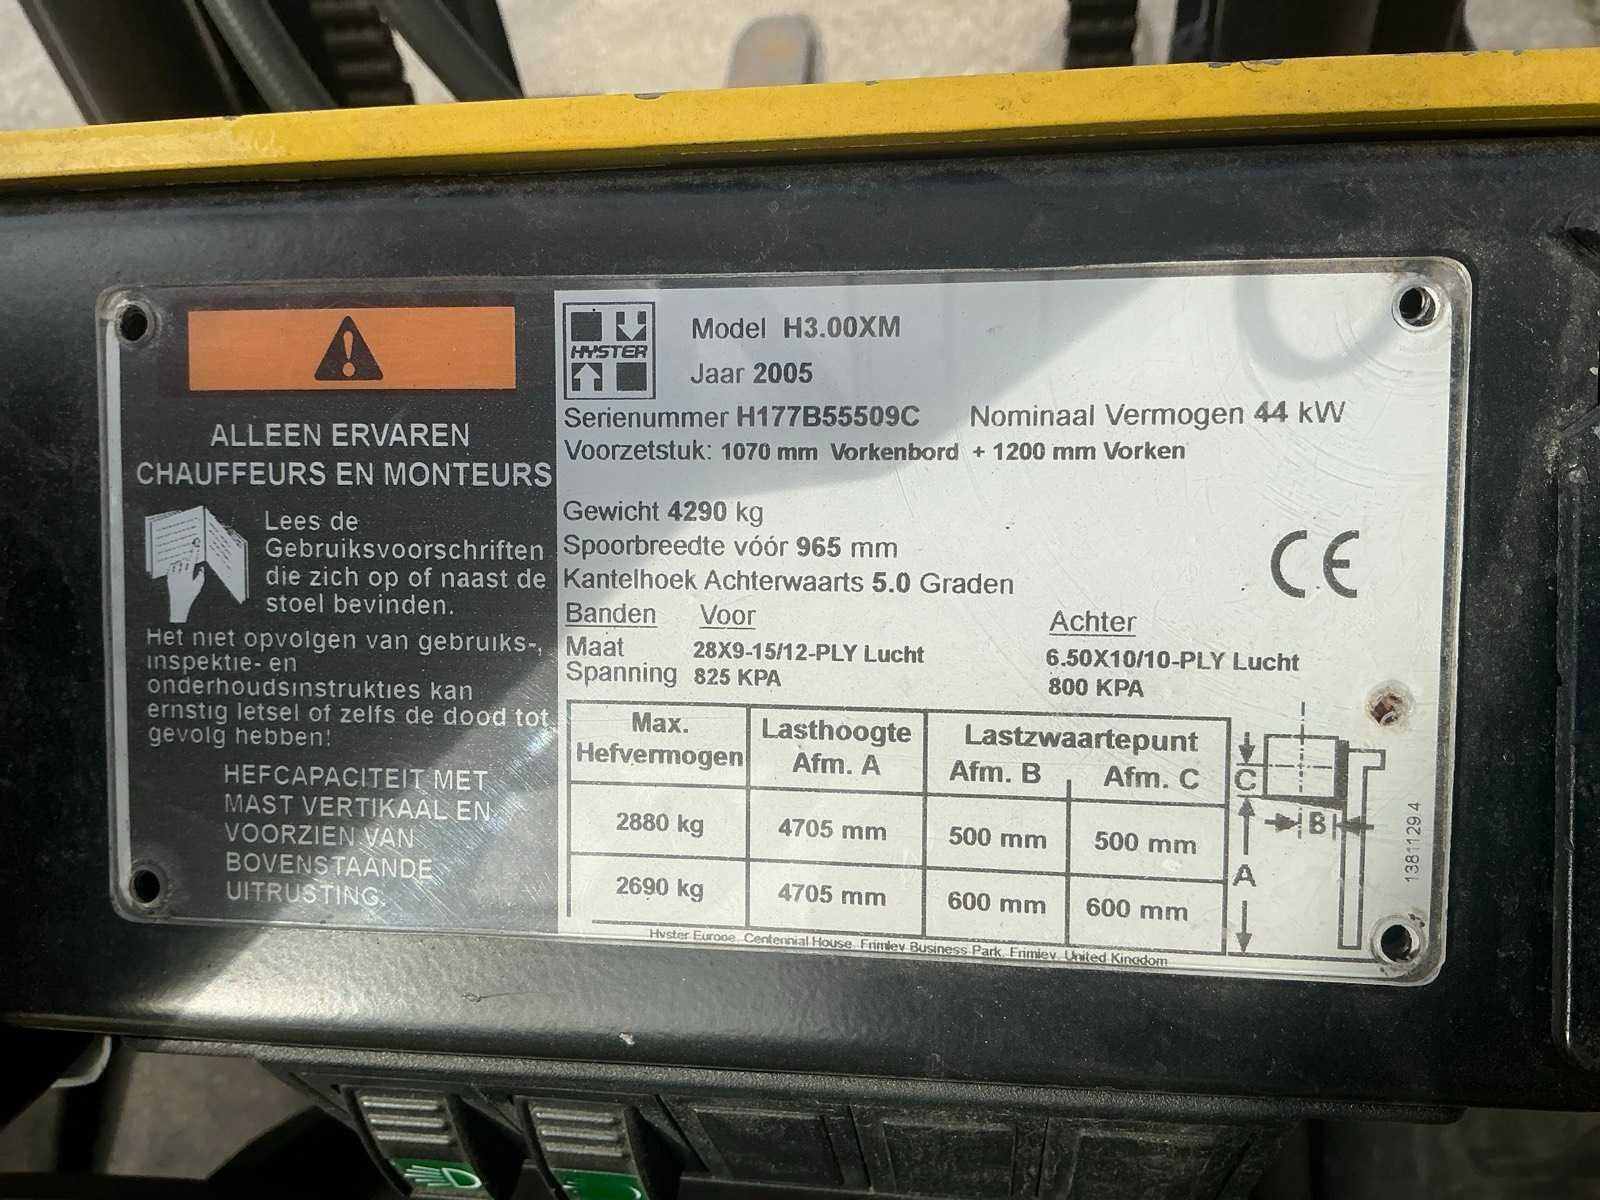 ALLEEN ERVAREN
CHAUFFEURS EN MONTEURS
Lees de
Gebruiksvoorschriften
die zich op of naast de
stoel bevinden.
Het niet opvolgen van gebruiks-,
inspektie- en
onderhoudsinstrukties kan
ernstig letsel of zelfs de dood tot
gevolg hebben!
HEFCAPACITEIT MET
MAST VERTIKAAL EN
VOORZIEN VAN
BOVENSTAANDE
UITRUSTING.
HYSTER
Model H3.00XM
Jaar 2005
Serienummer H177B55509C Nominaal Vermogen 44 kW
Voorzetstuk: 1070 mm Vorkenbord + 1200 mm Vorken
Gewicht 4290 kg
Spoorbreedte vóór 965 mm
Kantelhoek Achterwaarts 5.0 Graden
CE
Banden Voor Achter
Maat 28X9-15/12-PLY Lucht 6.50X10/10-PLY Lucht
Spanning 825 KPA 800 KPA
Max. Hefvermogen Lasthoogte Afm. A Lastzwaartepunt Afm. B Afm. C
2880 kg 4705 mm 500 mm 500 mm
2690 kg 4705 mm 600 mm 600 mm
C
B
A
13811294
Hyster Europe, Centennial House, Frimley Business Park, Frimley, United Kingdom